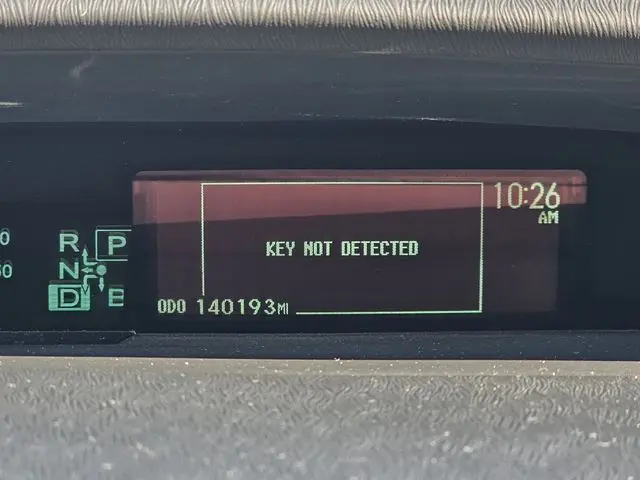 10:26
AM
R P
N
D B
KEY NOT DETECTED
ODO 140193MI